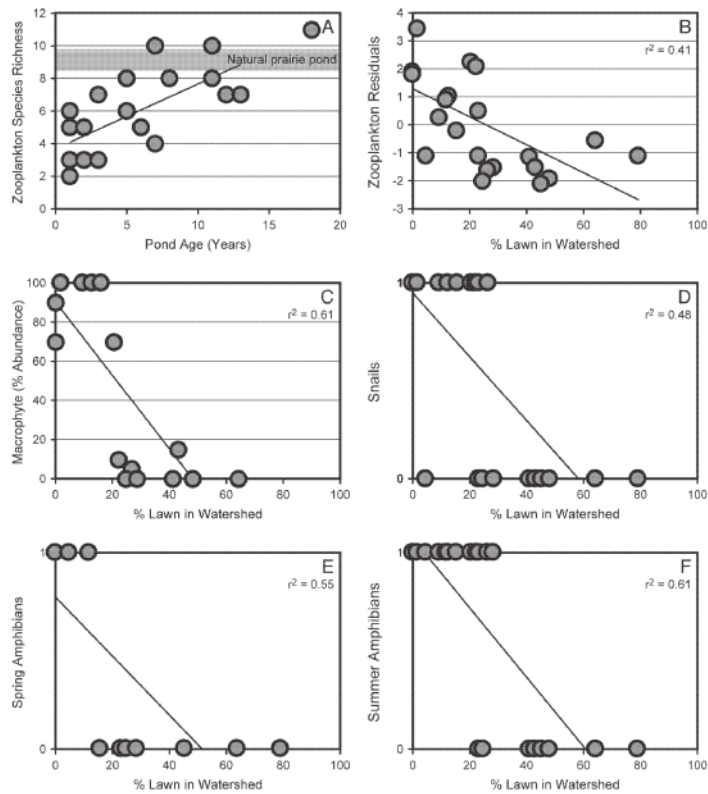 A
Zooplankton Species Richness
12
10
8
6
4
2
0
Natural prairie pond
0 5 10 15 20
Pond Age (Years)
B
r² = 0.41
Zooplankton Residuals
4
3
2
1
0
-1
-2
-3
0 20 40 60 80 100
% Lawn in Watershed
C
r² = 0.61
Macrophyte (% Abundance)
100
80
60
40
20
0
0 20 40 60 80 100
% Lawn in Watershed
D
r² = 0.48
Snails
1
0
0 20 40 60 80 100
% Lawn in Watershed
E
r² = 0.55
Spring Amphibians
1
0
0 20 40 60 80 100
% Lawn in Watershed
F
r² = 0.61
Summer Amphibians
1
0
0 20 40 60 80 100
% Lawn in Watershed